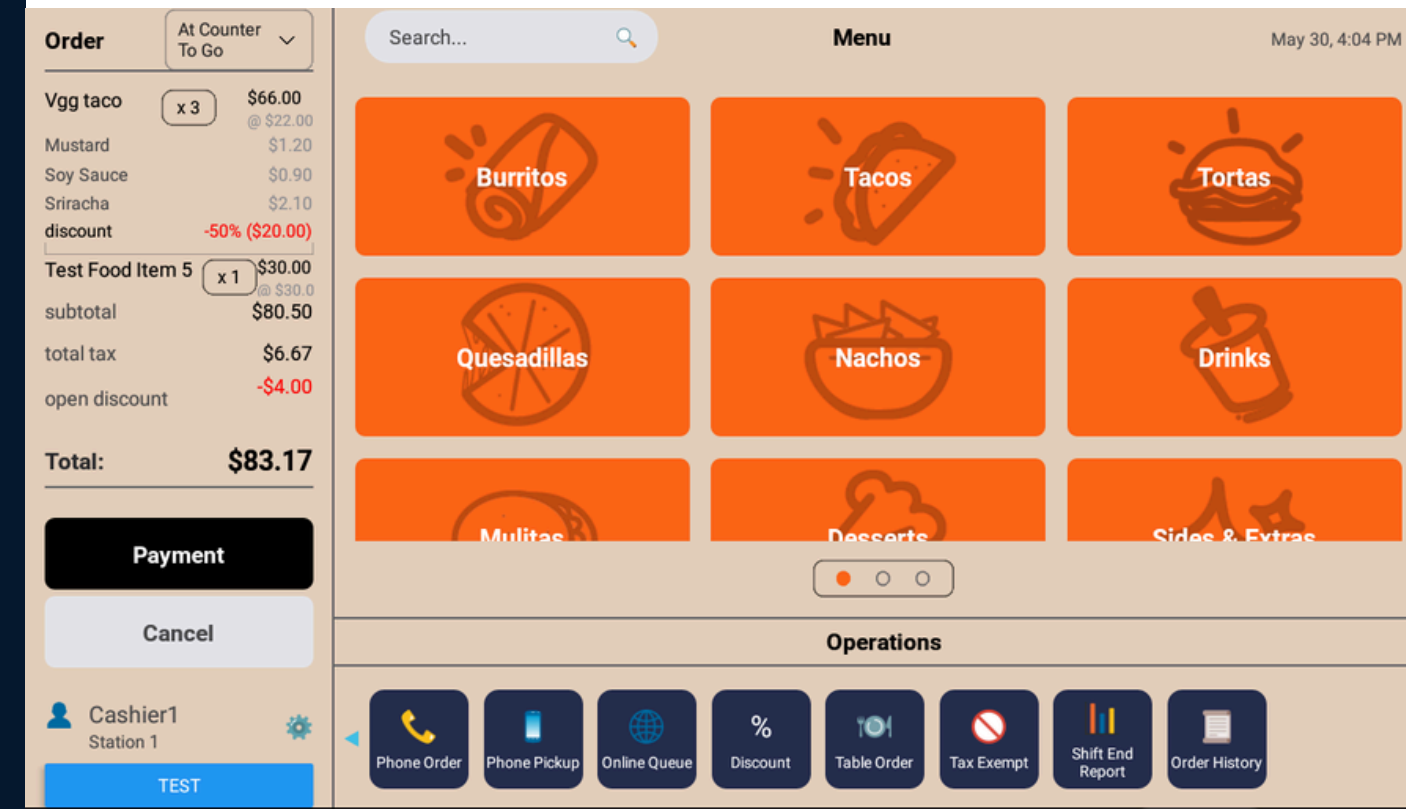 Order
At Counter
To Go
Vgg taco x 3 $66.00
@ $22.00
Mustard $1.20
Soy Sauce $0.90
Sriracha $2.10
discount -50% ($20.00)
Test Food Item 5 x 1 $30.00
@ $30.0
subtotal $80.50
total tax $6.67
open discount -$4.00
Total: $83.17
Payment
Cancel
Cashier1
Station 1
TEST
Search...
Menu
May 30, 4:04 PM
Burritos
Tacos
Tortas
Quesadillas
Nachos
Drinks
Mulitas
Desserts
Sides & Extras
Operations
Phone Order
Phone Pickup
Online Queue
%
Discount
Table Order
Tax Exempt
Shift End
Report
Order History